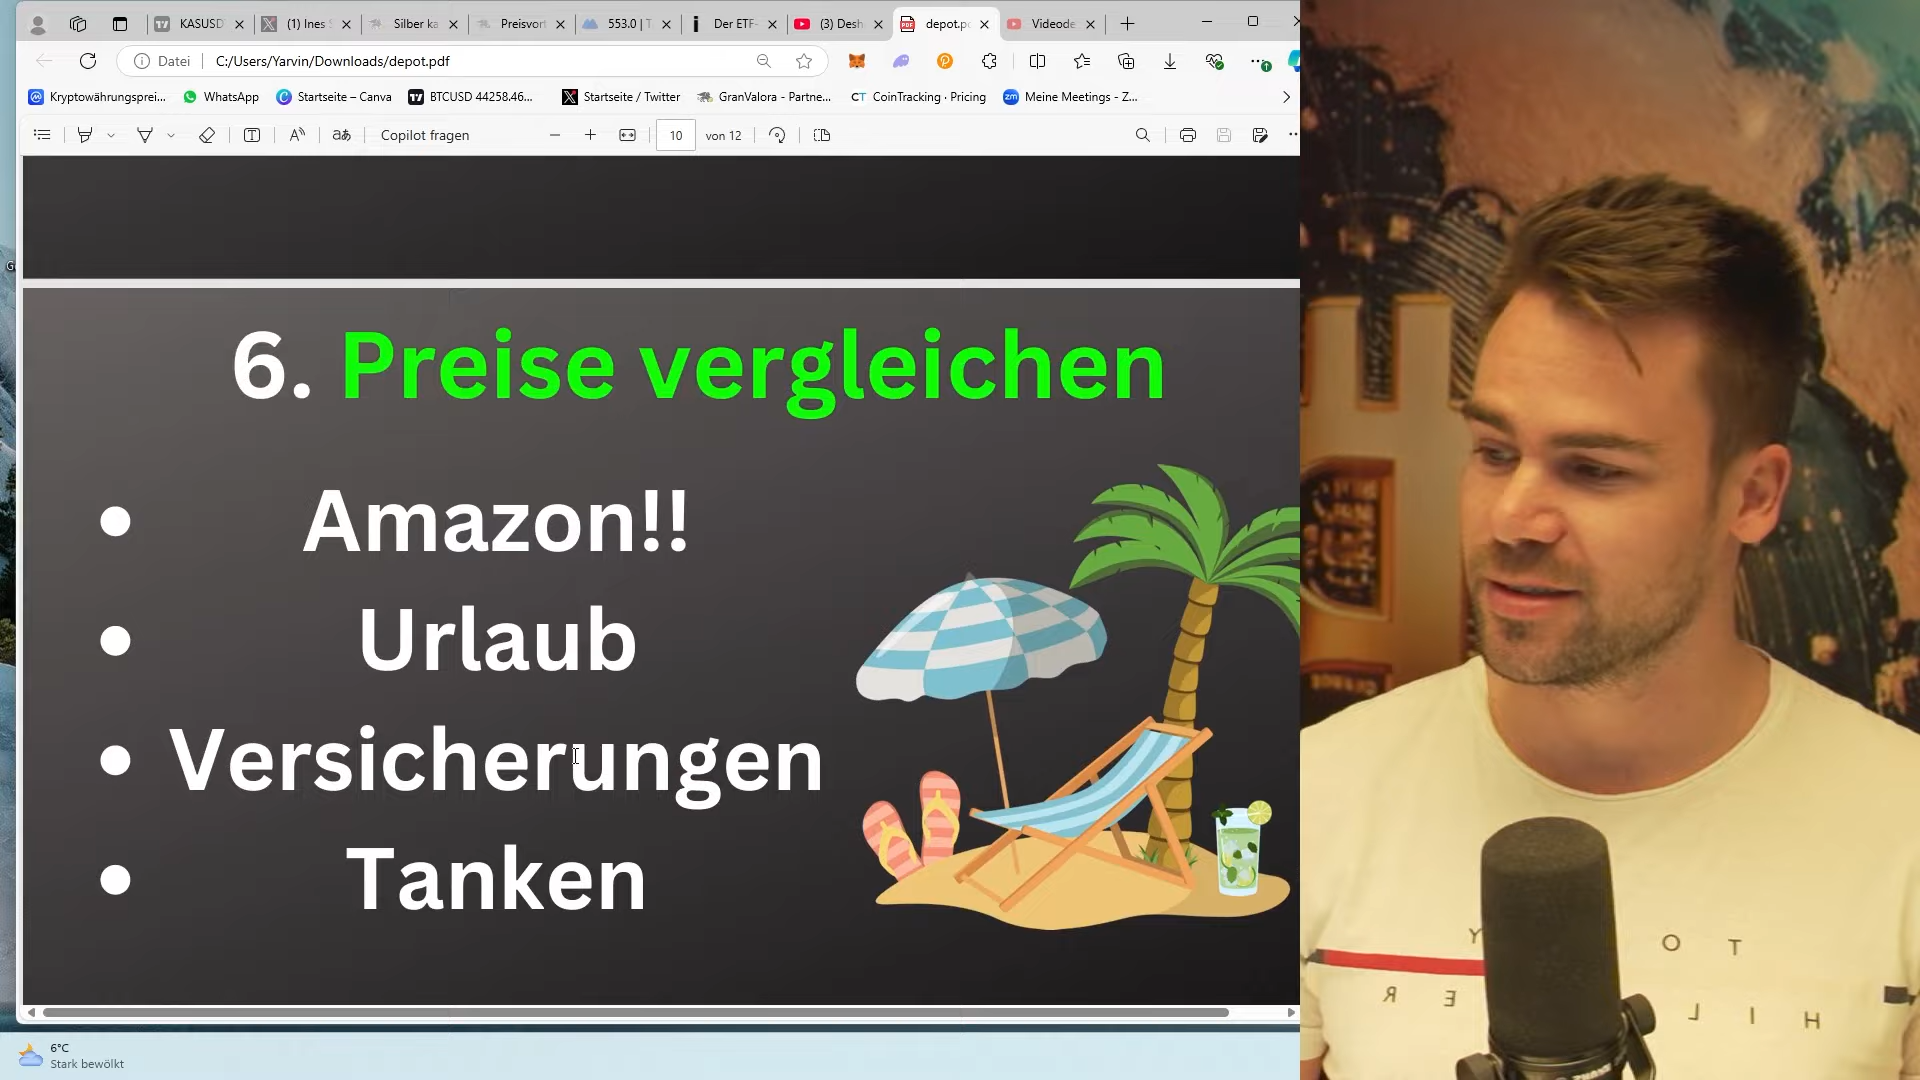 KASUSD
(1) Ines S
Silber ka
Preisvorl
553.0 | T
Der ETF-
(3) Desh
depot.pd
Videode
Datei
C:/Users/Yarvin/Downloads/depot.pdf
Kryptowährungsprei...
WhatsApp
Startseite – Canva
BTCUSD 44258.46...
Startseite / Twitter
GranValora - Partne...
CoinTracking · Pricing
Meine Meetings - Z...
Copilot fragen
10 von 12
6. Preise vergleichen
Amazon!!
Urlaub
Versicherungen
Tanken
6°C
Stark bewölkt